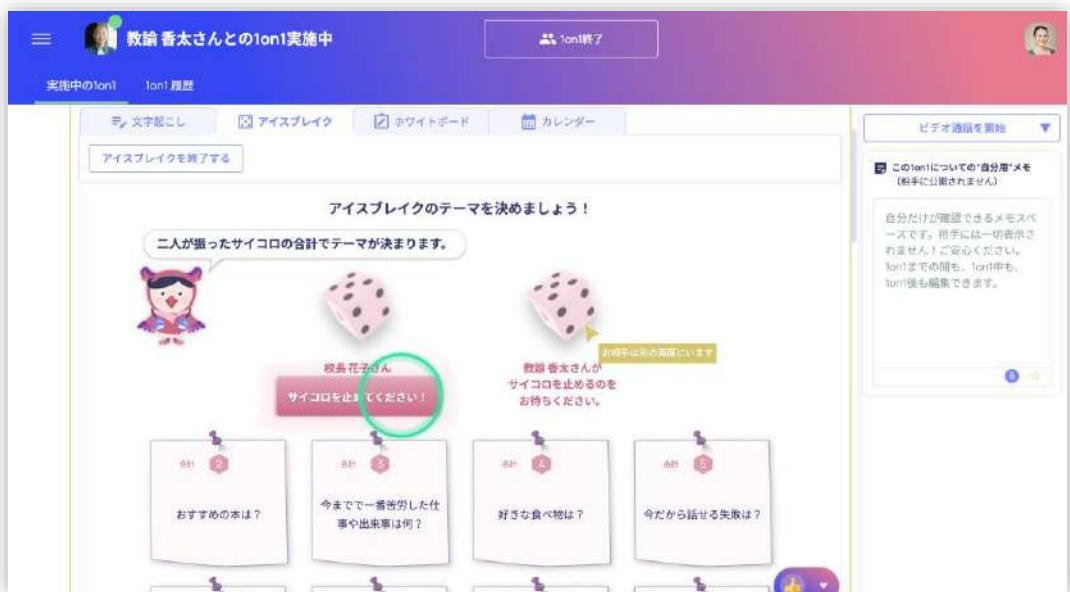 教諭 香太さんとの1on1実施中
1on1終了
実施中の1on1
1on1 履歴
文字起こし
アイスブレイク
ホワイトボード
カレンダー
アイスブレイクを終了する
アイスブレイクのテーマを決めましょう！
二人が振ったサイコロの合計でテーマが決まります。
お相手は別の画面にいます
校長 花子さん
サイコロを止めてください！
教諭 香太さんが
サイコロを止めるのを
お待ちください。
合計 2
おすすめの本は？
合計 3
今までで一番苦労した仕
事や出来事は何？
合計 4
好きな食べ物は？
合計 5
今だから話せる失敗は？
ビデオ通話を開始
この1on1についての"自分用"メモ
(相手に公開されません)
自分だけが確認できるメモスペ
ースです。相手には一切表示さ
れません！ご安心ください。
1on1までの間も、1on1中も、
1on1後も編集できます。